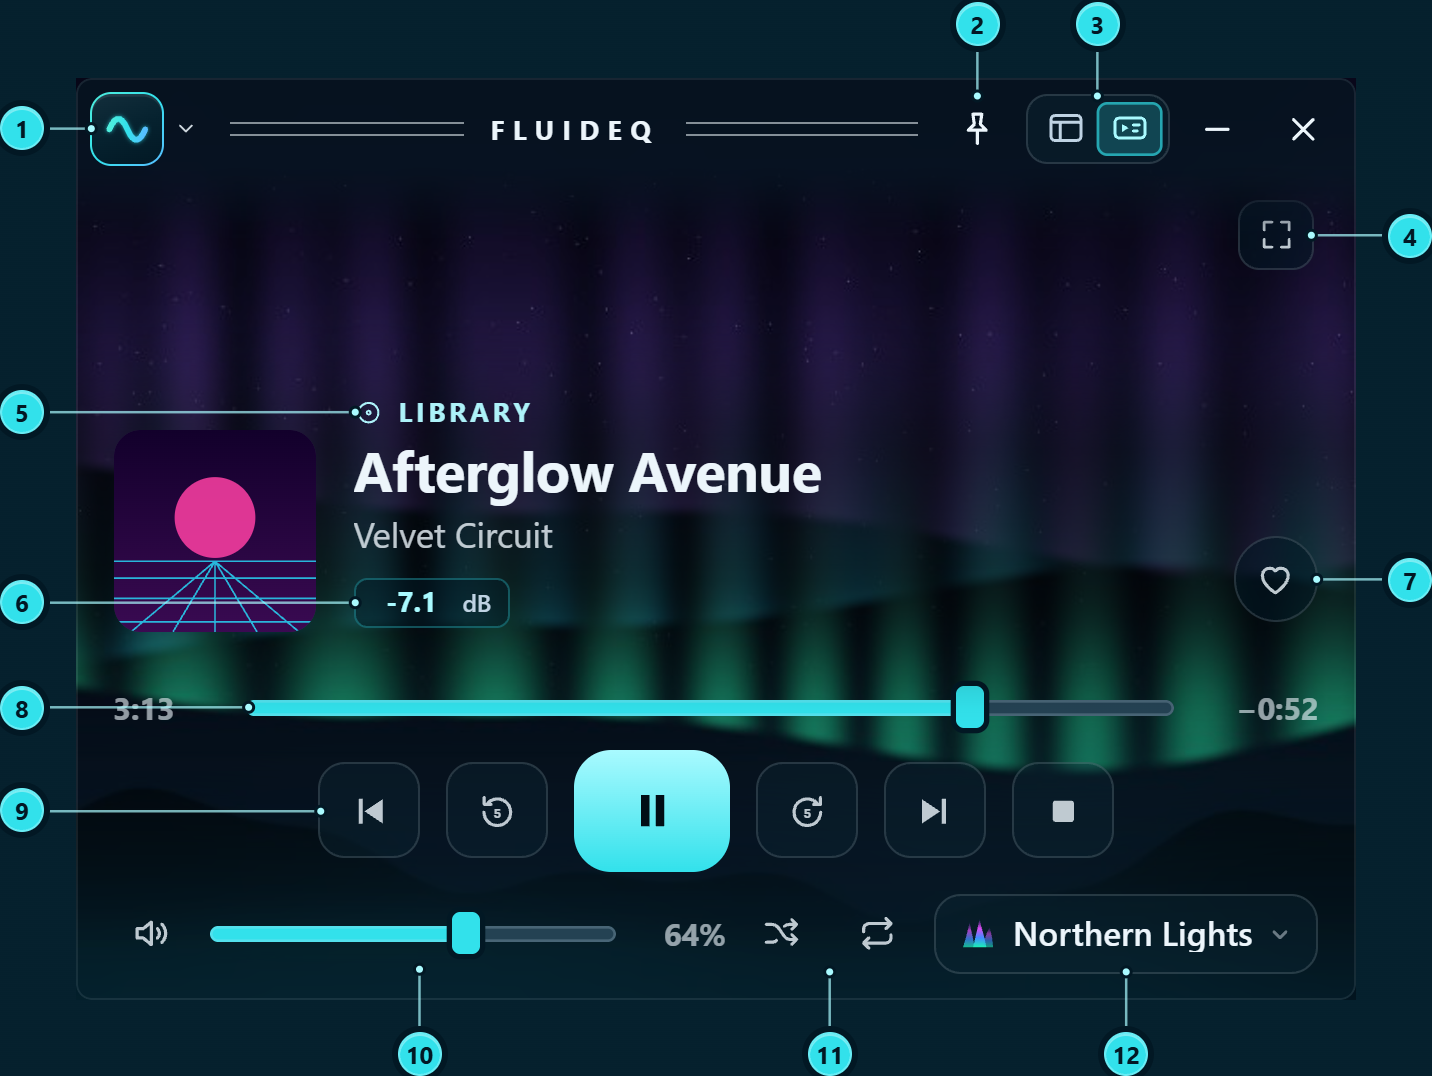 2
3
1
FLUIDEQ
4
5
LIBRARY
Afterglow Avenue
Velvet Circuit
6
-7.1 dB
7
8
3:13
–0:52
9
5
5
64%
Northern Lights
10
11
12